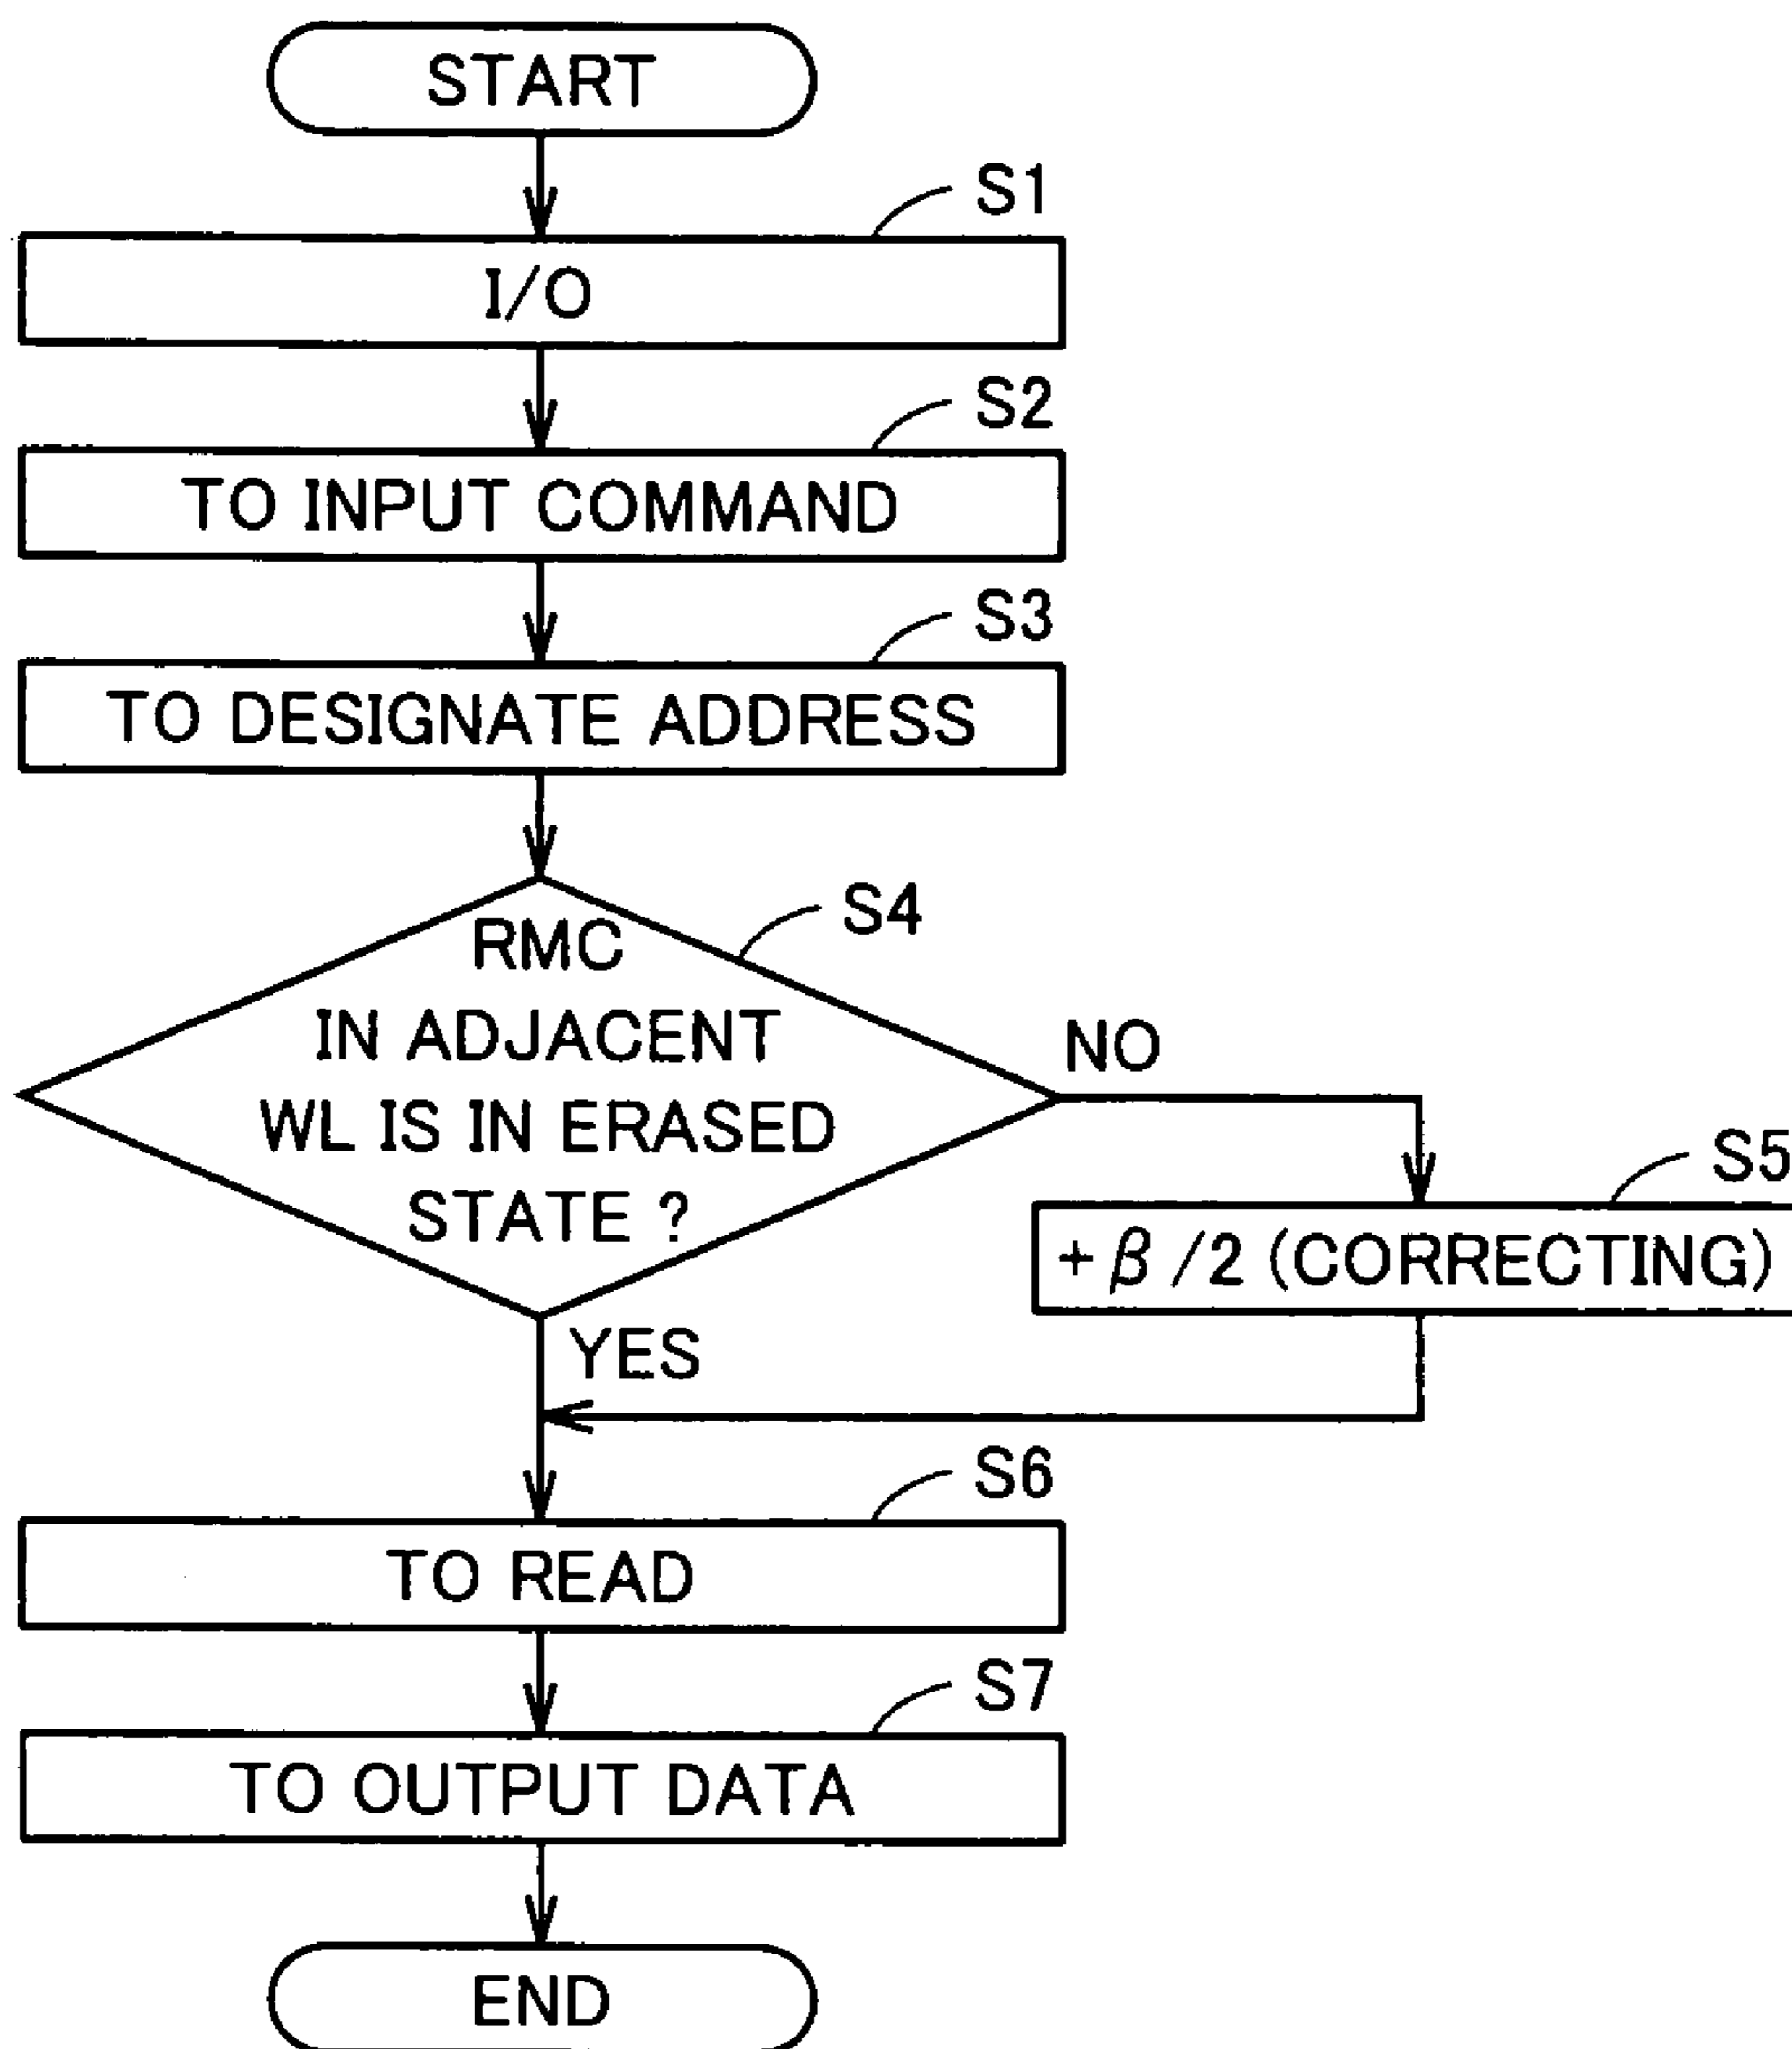 START
S1
I/O
S2
TO INPUT COMMAND
S3
TO DESIGNATE ADDRESS
S4
RMC
IN ADJACENT
WL IS IN ERASED
STATE ?
NO
S5
+ β /2 (CORRECTING)
YES
S6
TO READ
S7
TO OUTPUT DATA
END